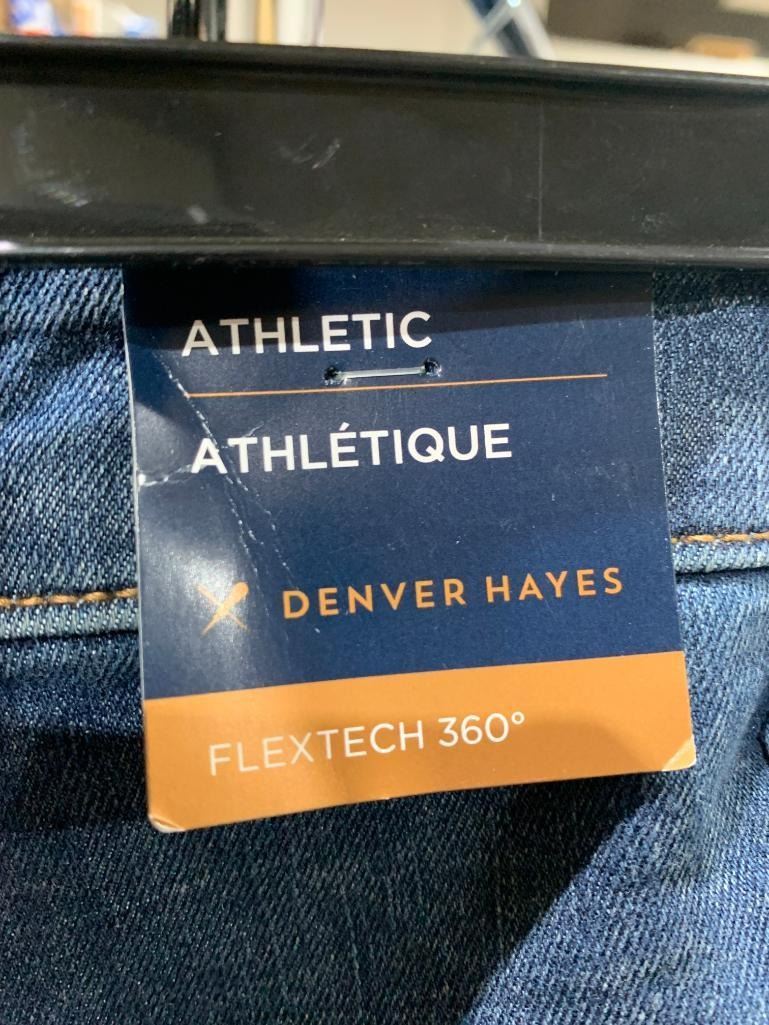 ATHLETIC
ATHLÉTIQUE
DENVER HAYES
FLEXTECH 360°